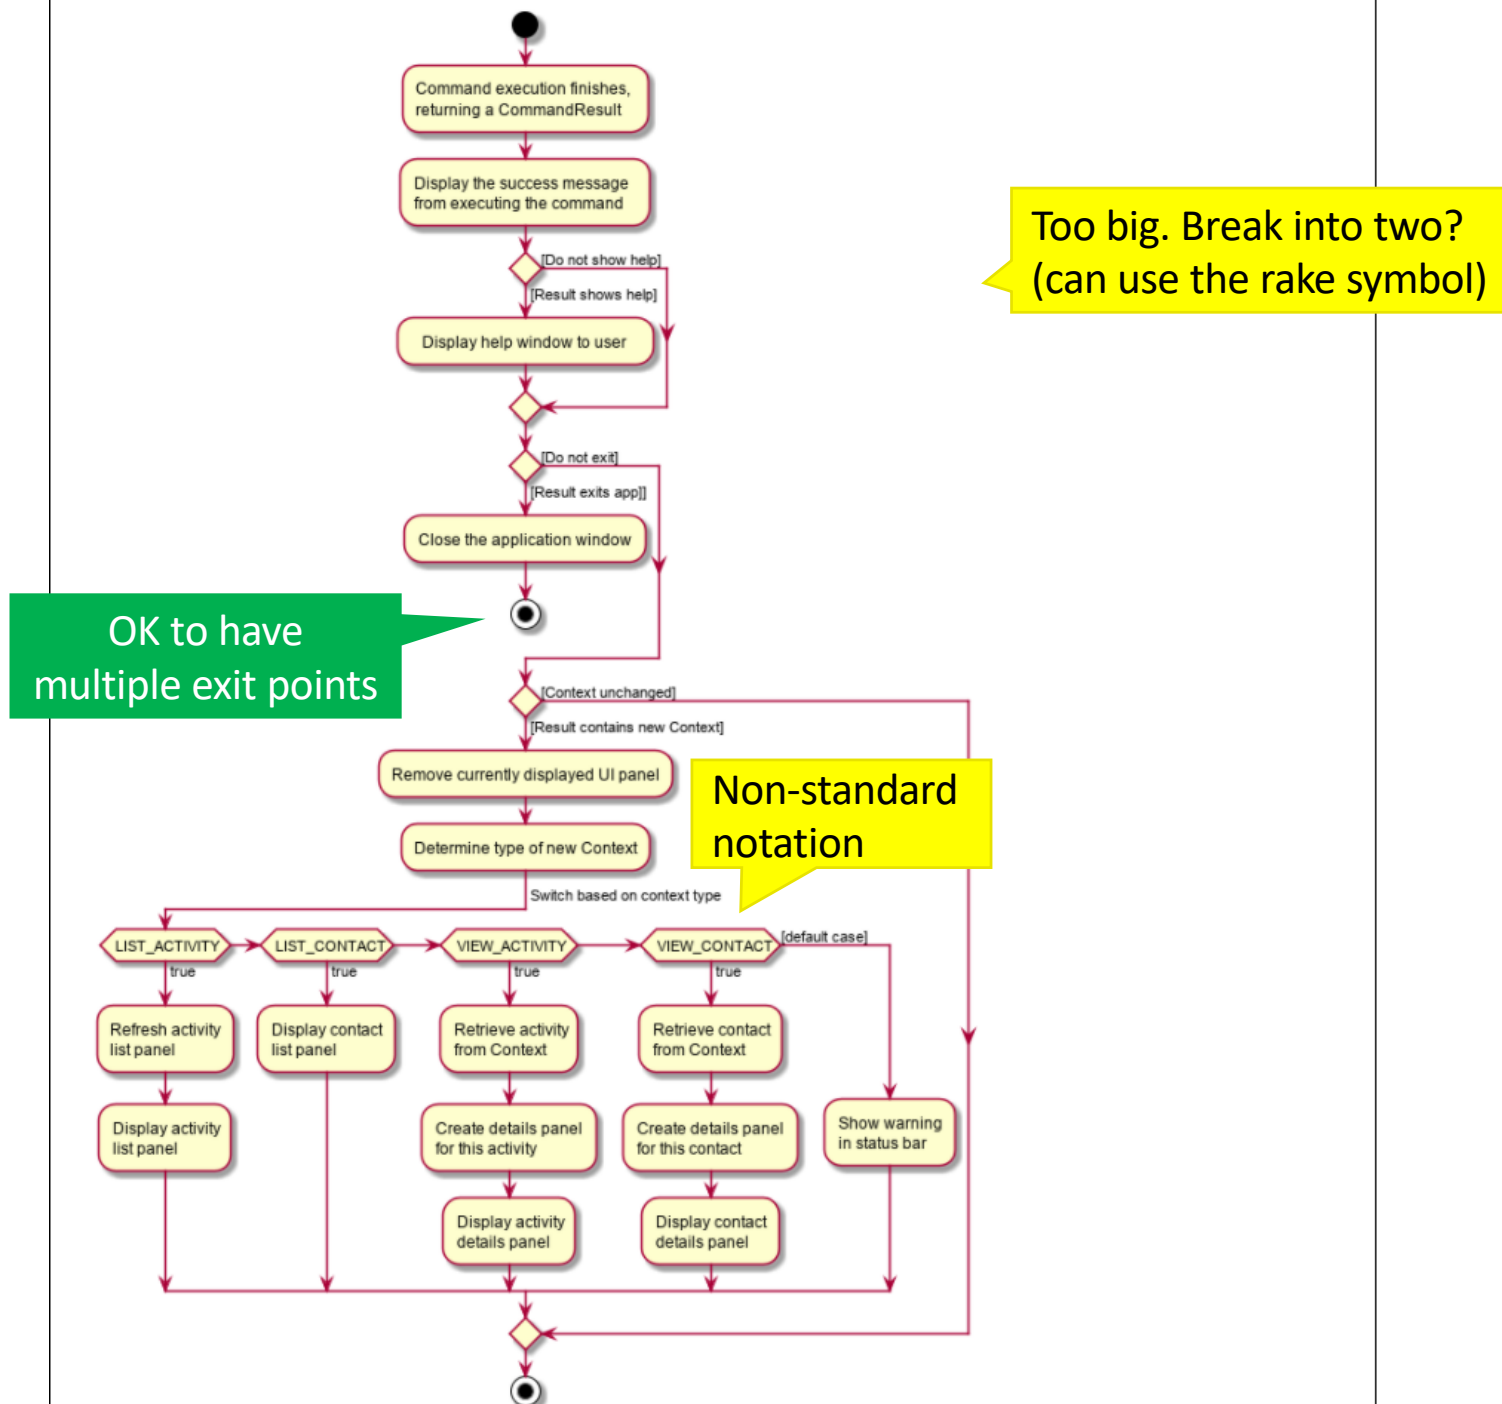 Command execution finishes,
returning a CommandResult
Display the success message
from executing the command
Too big. Break into two?
(can use the rake symbol)
[Do not show help]
[Result shows help]
Display help window to user
[Do not exit]
[Result exits app]]
Close the application window
OK to have
multiple exit points
[Context unchanged]
[Result contains new Context]
Remove currently displayed UI panel
Non-standard
notation
Determine type of new Context
Switch based on context type
LIST_ACTIVITY
LIST_CONTACT
VIEW_ACTIVITY
VIEW_CONTACT
[default case]
true
true
true
true
Refresh activity
list panel
Display contact
list panel
Retrieve activity
from Context
Retrieve contact
from Context
Display activity
list panel
Create details panel
for this activity
Create details panel
for this contact
Show warning
in status bar
Display activity
details panel
Display contact
details panel